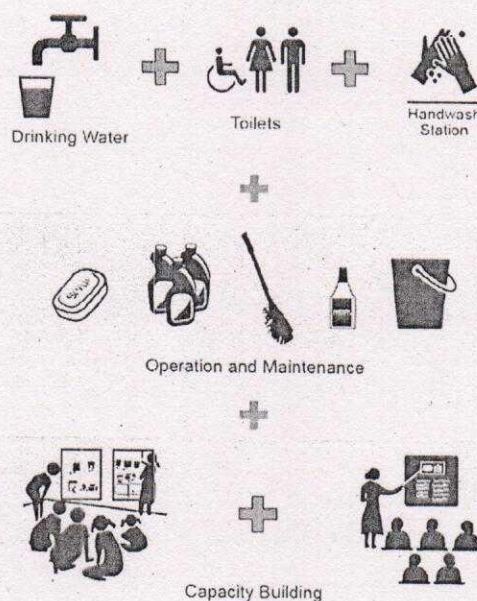 Drinking Water
Toilets
Handwash
Station
Operation and Maintenance
Capacity Building